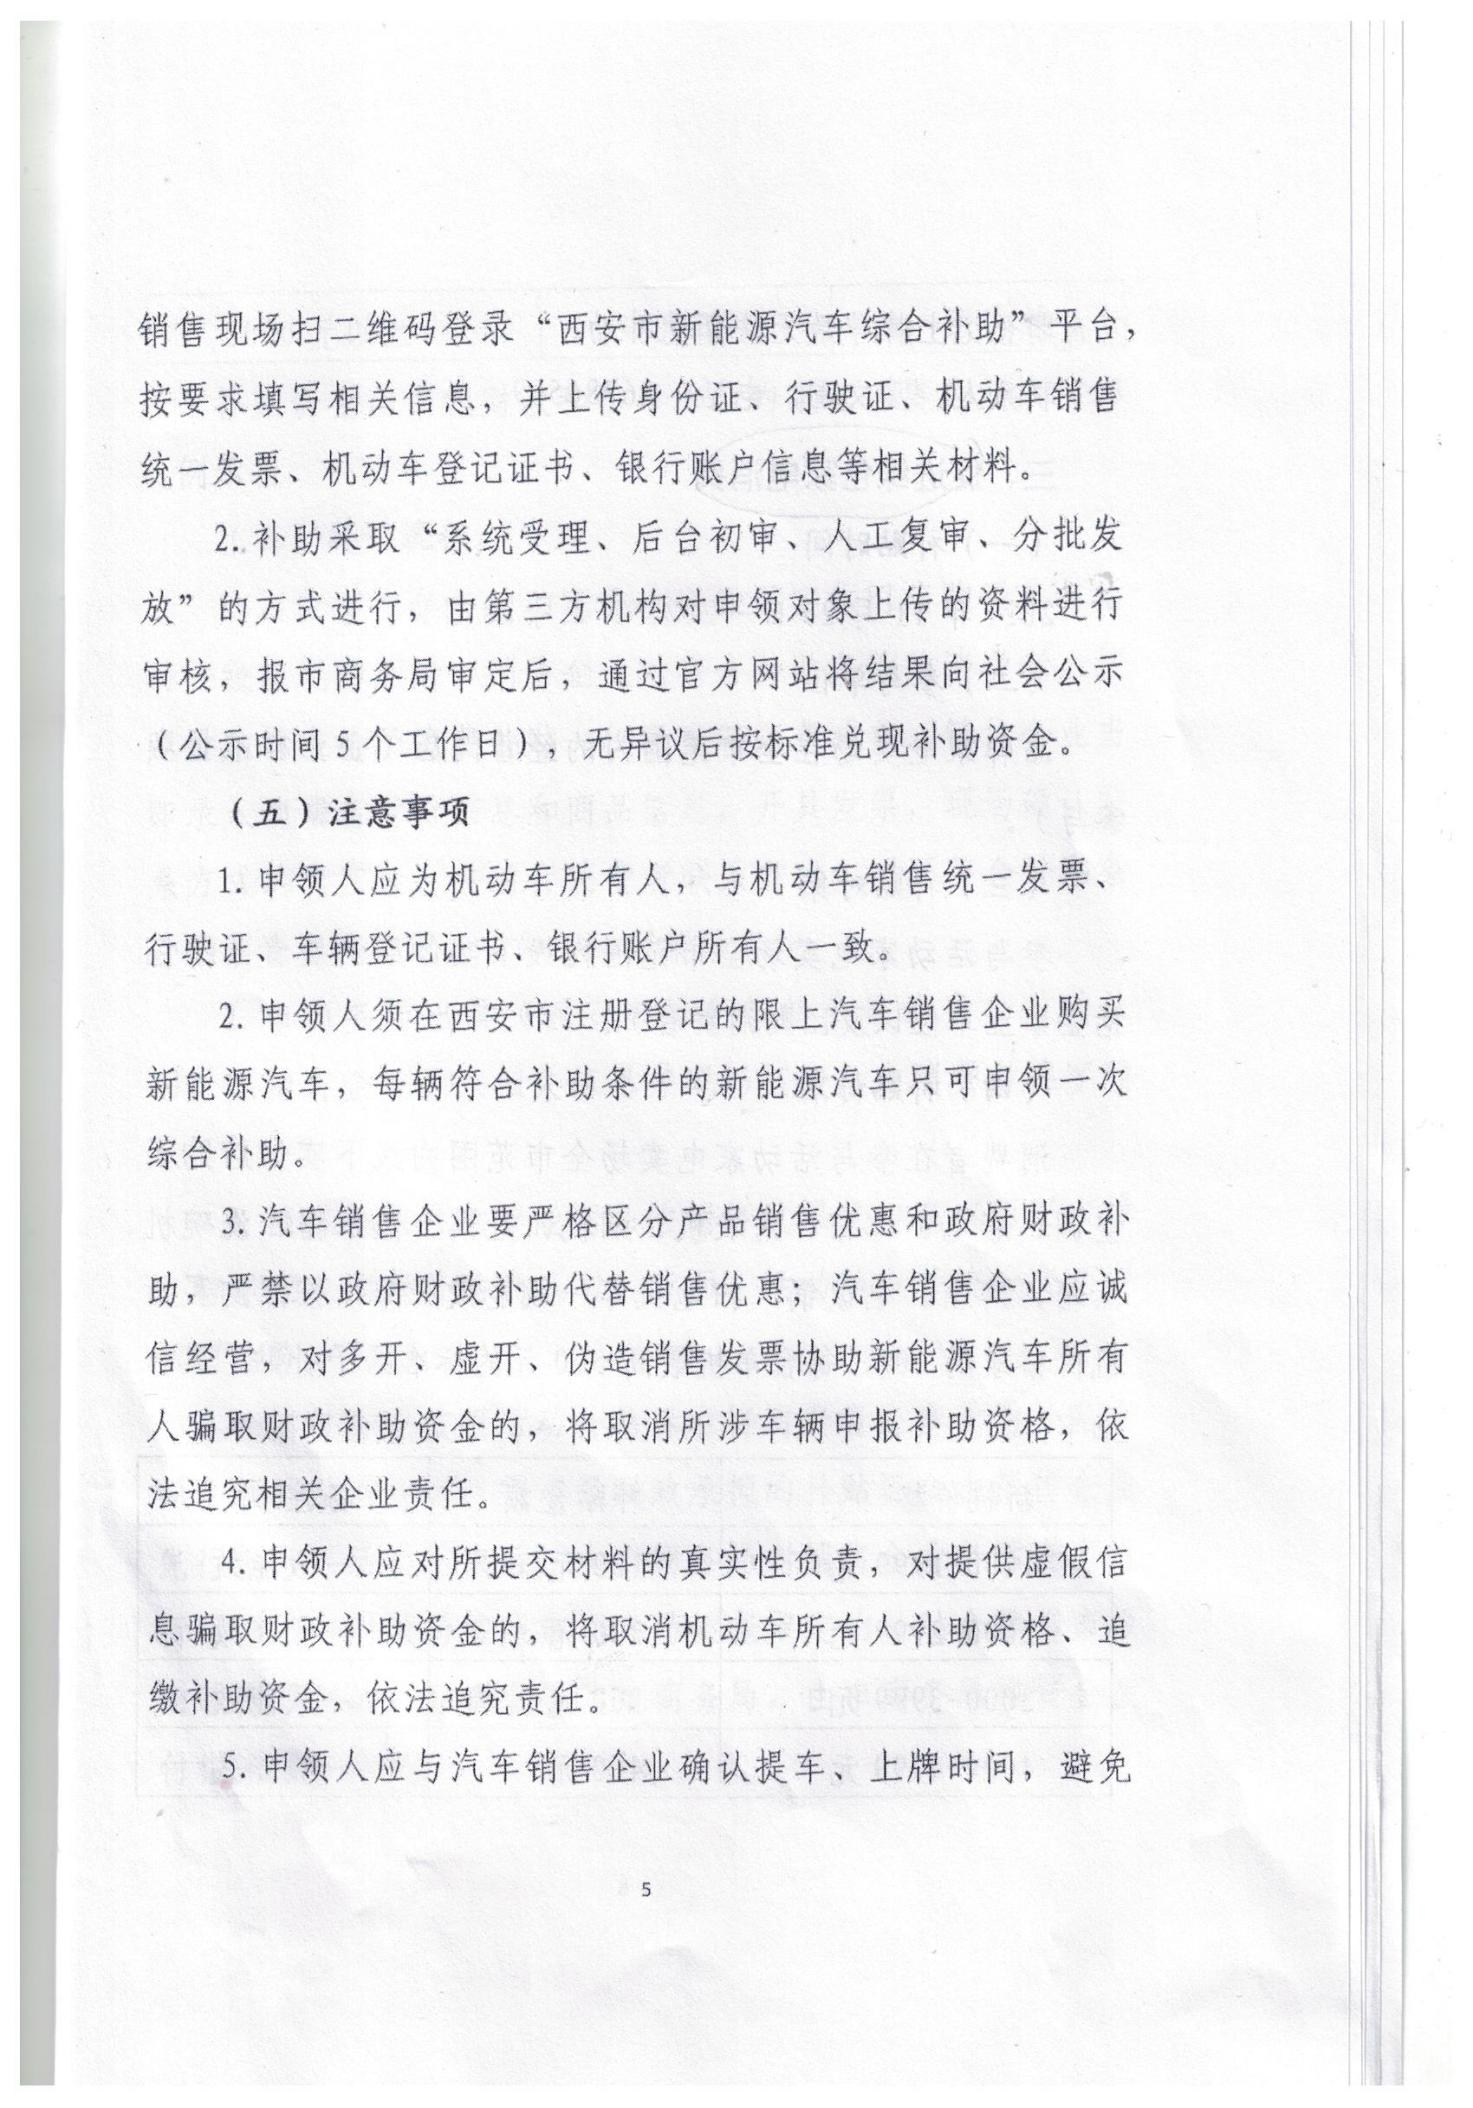 销售现场扫二维码登录“西安市新能源汽车综合补助”平台，
按要求填写相关信息，并上传身份证、行驶证、机动车销售
统一发票、机动车登记证书、银行账户信息等相关材料。
2.补助采取“系统受理、后台初审、人工复审、分批发
放”的方式进行，由第三方机构对申领对象上传的资料进行
审核，报市商务局审定后，通过官方网站将结果向社会公示
（公示时间5个工作日），无异议后按标准兑现补助资金。
（五）注意事项
1.申领人应为机动车所有人，与机动车销售统一发票、
行驶证、车辆登记证书、银行账户所有人一致。
2.申领人须在西安市注册登记的限上汽车销售企业购买
新能源汽车，每辆符合补助条件的新能源汽车只可申领一次
综合补助。
3.汽车销售企业要严格区分产品销售优惠和政府财政补
助，严禁以政府财政补助代替销售优惠；汽车销售企业应诚
信经营，对多开、虚开、伪造销售发票协助新能源汽车所有
人骗取财政补助资金的，将取消所涉车辆申报补助资格，依
法追究相关企业责任。
4.申领人应对所提交材料的真实性负责，对提供虚假信
息骗取财政补助资金的，将取消机动车所有人补助资格、追
缴补助资金，依法追究责任。
5.申领人应与汽车销售企业确认提车、上牌时间，避免
5